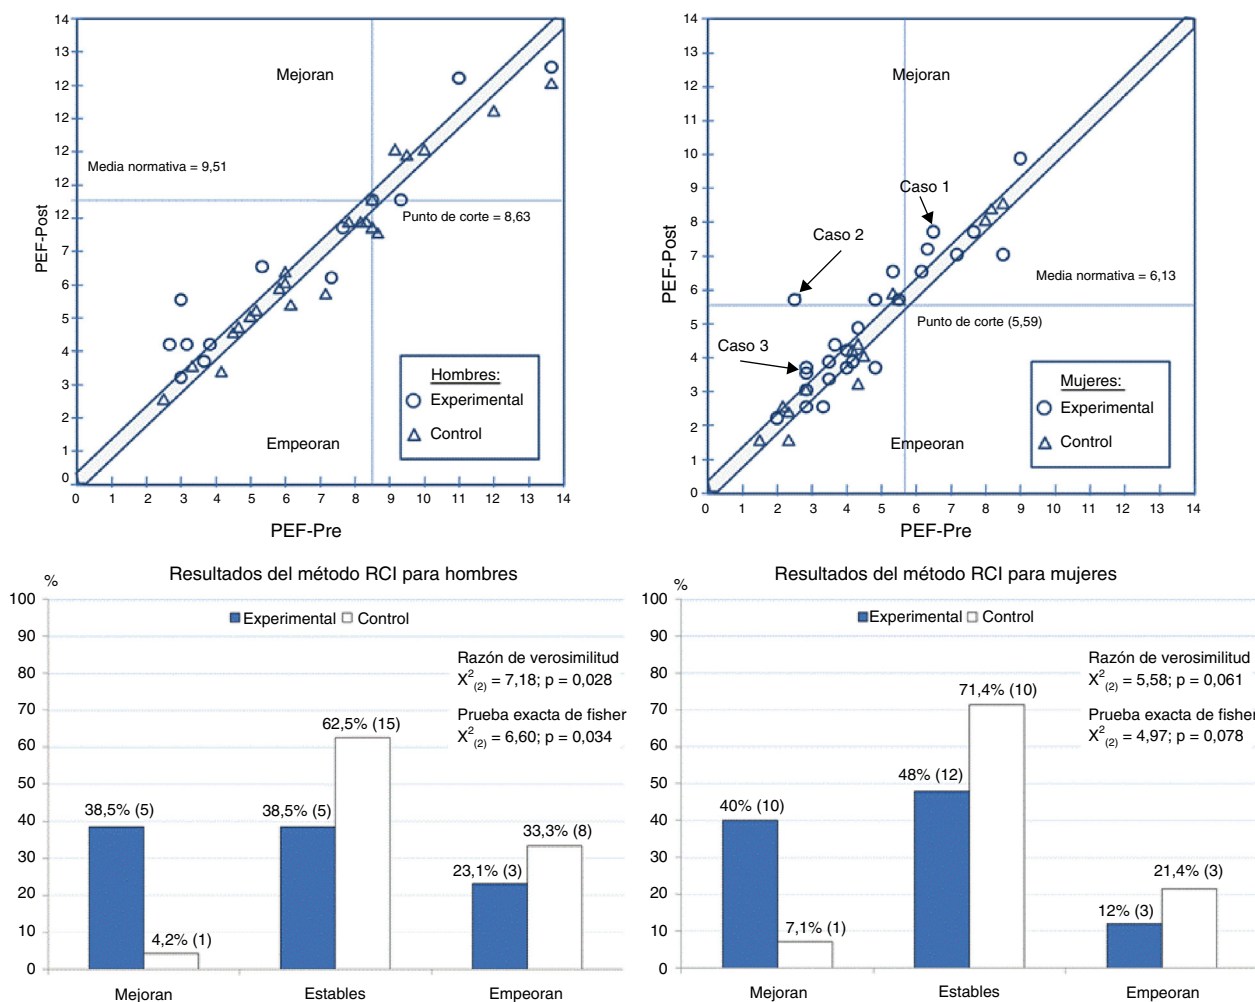 14
13
12
12
12
12
12
7
6
5
4
3
2
1
0
PEF-Post
Mejoran
Media normativa = 9,51
Punto de corte = 8,63
Hombres:
Experimental
Control
Empeoran
0 1 2 3 4 5 6 7 8 9 10 11 12 13 14
PEF-Pre
14
13
12
11
10
9
8
7
6
5
4
3
2
1
0
PEF-Post
Mejoran
Caso 1
Caso 2
Media normativa = 6,13
Punto de corte (5,59)
Caso 3
Mujeres:
Experimental
Control
Empeoran
0 1 2 3 4 5 6 7 8 9 10 11 12 13 14
PEF-Pre
Resultados del método RCI para hombres
%
100
90
80
70
60
50
40
30
20
10
0
Experimental Control
Razón de verosimilitud
X²(2) = 7,18; p = 0,028
Prueba exacta de fisher
X²(2) = 6,60; p = 0,034
38,5% (5)
4,2% (1)
38,5% (5)
62,5% (15)
23,1% (3)
33,3% (8)
Mejoran Estables Empeoran
Resultados del método RCI para mujeres
%
100
90
80
70
60
50
40
30
20
10
0
Experimental Control
Razón de verosimilitud
X²(2) = 5,58; p = 0,061
Prueba exacta de fisher
X²(2) = 4,97; p = 0,078
40% (10)
7,1% (1)
48% (12)
71,4% (10)
12% (3)
21,4% (3)
Mejoran Estables Empeoran